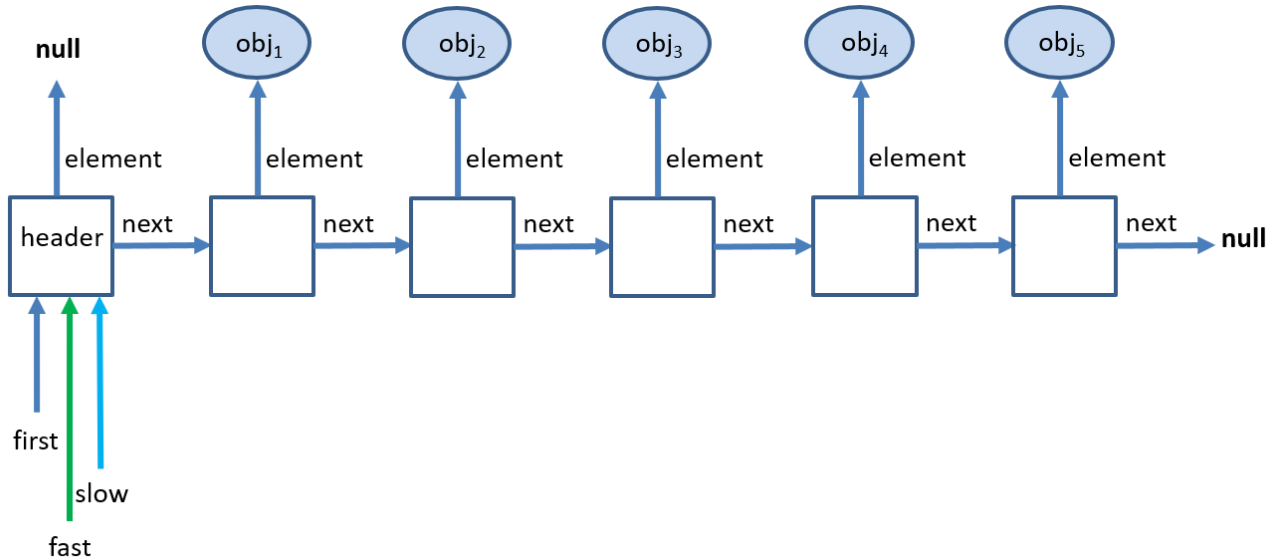 null obj₁ obj₂ obj₃ obj₄ obj₅
element element element element element element
header next next next next next next null
first
slow
fast